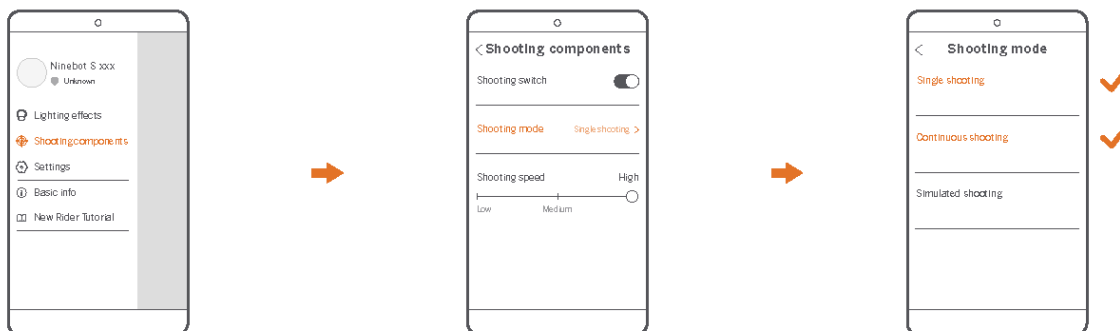 Ninebot S xxx
Unknown
Lighting effects
Shooting components
Settings
Basic info
New Rider Tutorial
Shooting components
Shooting switch
Shooting mode Single shooting
Shooting speed High
Low Medium
Shooting mode
Single shooting
Continuous shooting
Simulated shooting